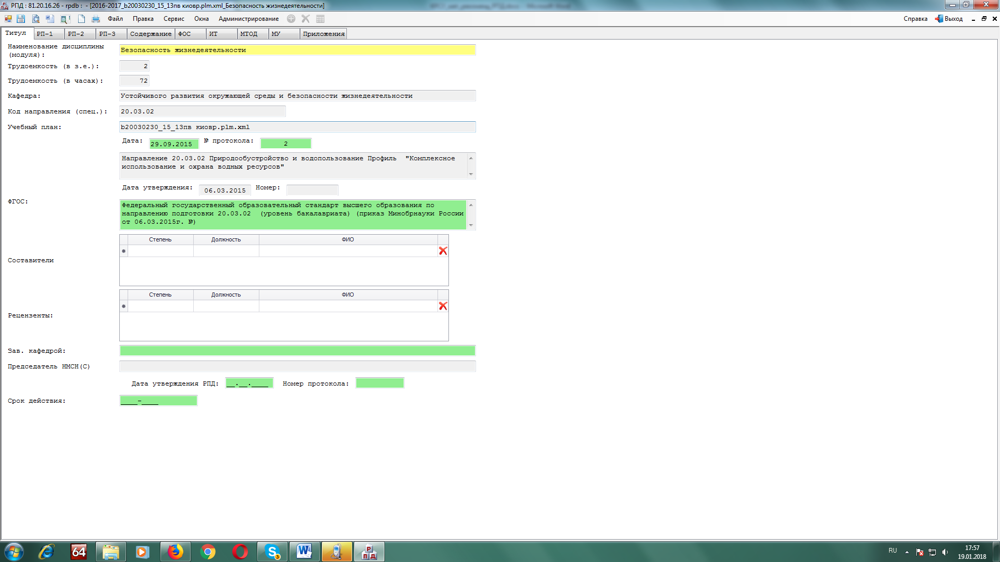 РПД : 81.20.16.26 - rpdb : - [2016-2017_b20030230_15_13пв киовр.plm.xml_Безопасность жизнедеятельности]
Файл Правка Сервис Окна Администрирование Справка Выход
Титул РП-1 РП-2 РП-3 Содержание ФОС ИТ МТОД МУ Приложения
Наименование дисциплины
(модуля): Безопасность жизнедеятельности
Трудоемкость (в з.е.): 2
Трудоемкость (в часах): 72
Кафедра: Устойчивого развития окружающей среды и безопасности жизнедеятельности
Код направления (спец.): 20.03.02
Учебный план: b20030230_15_13пв киовр.plm.xml
Дата: 29.09.2015 № протокола: 2
Направление 20.03.02 Природообустройство и водопользование Профиль "Комплексное
использование и охрана водных ресурсов"
Дата утверждения: 06.03.2015 Номер:
ФГОС:
Федеральный государственный образовательный стандарт высшего образования по
направлению подготовки 20.03.02 (уровень бакалавриата) (приказ Минобрнауки России
от 06.03.2015г. №)
Степень Должность ФИО
Составители
Степень Должность ФИО
Рецензенты:
Зав. кафедрой:
Председатель НМСН(С)
Дата утверждения РПД: __.__.____ Номер протокола:
Срок действия: ____-____
64
3
РПД
RU
17:57
19.01.2018